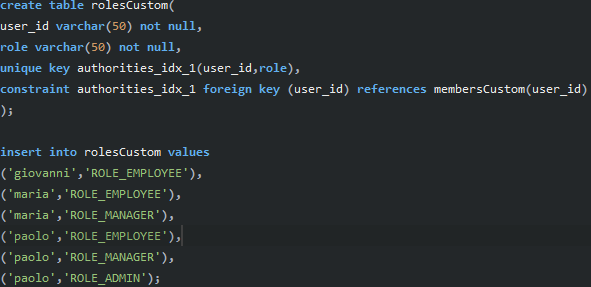 create table rolesCustom(
user_id varchar(50) not null,
role varchar(50) not null,
unique key authorities_idx_1(user_id,role),
constraint authorities_idx_1 foreign key (user_id) references membersCustom(user_id)
);
insert into rolesCustom values
('giovanni','ROLE_EMPLOYEE'),
('maria','ROLE_EMPLOYEE'),
('maria','ROLE_MANAGER'),
('paolo','ROLE_EMPLOYEE'),
('paolo','ROLE_MANAGER'),
('paolo','ROLE_ADMIN');